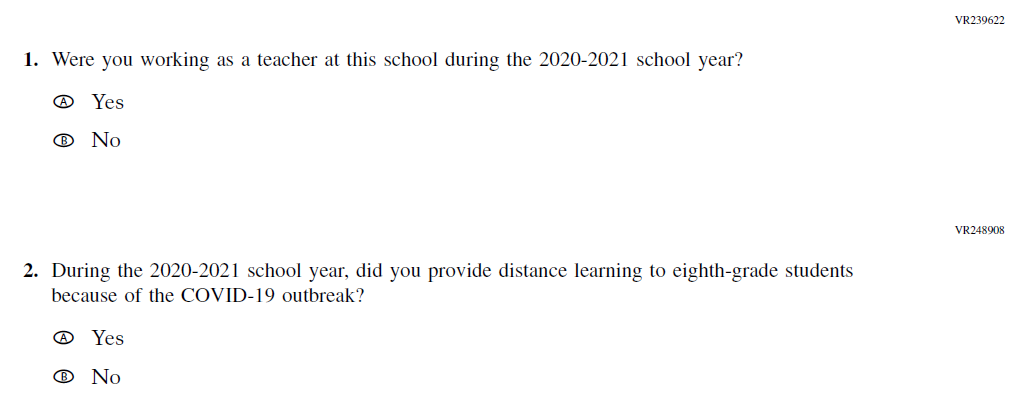 VR239622
1. Were you working as a teacher at this school during the 2020-2021 school year?
Ⓐ Yes
Ⓑ No
VR248908
2. During the 2020-2021 school year, did you provide distance learning to eighth-grade students
because of the COVID-19 outbreak?
Ⓐ Yes
Ⓑ No